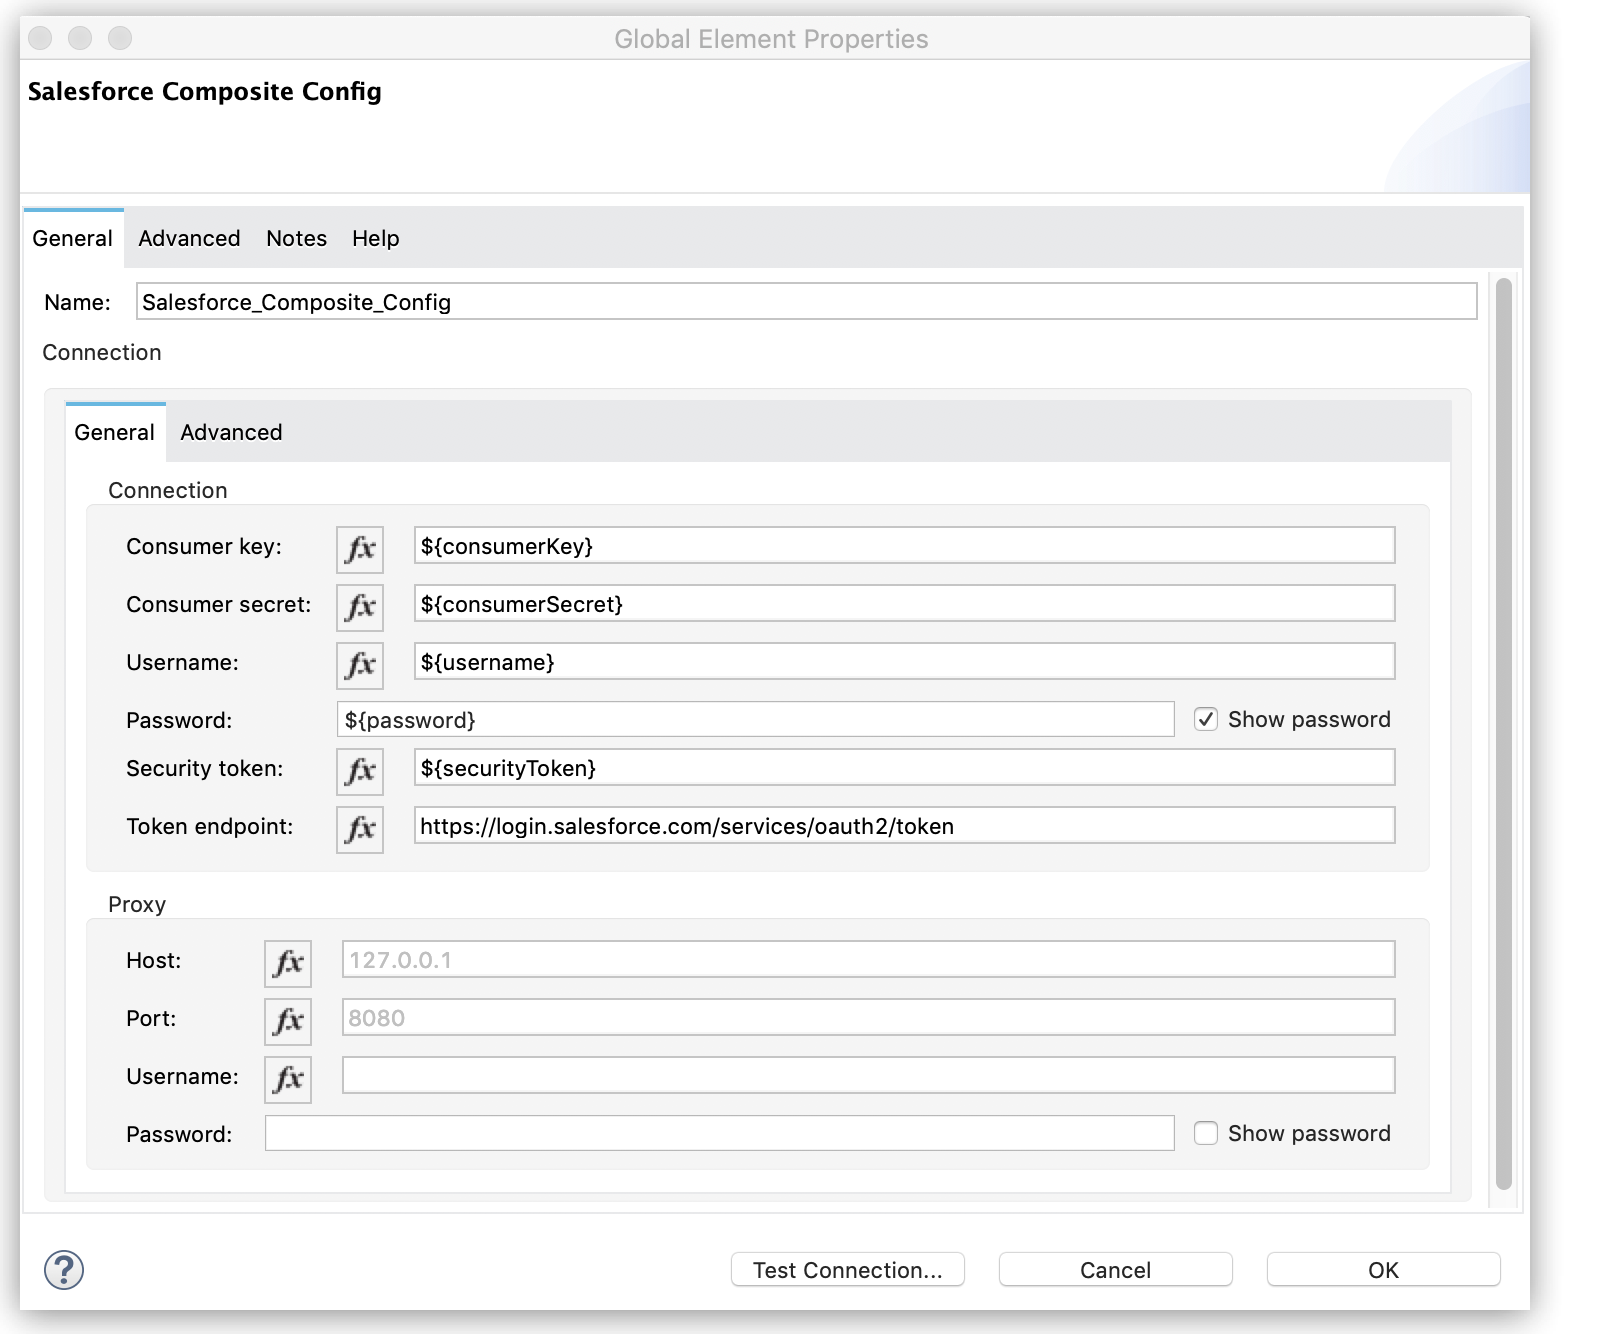 Global Element Properties
Salesforce Composite Config
General Advanced Notes Help
Name: Salesforce_Composite_Config
Connection
General Advanced
Connection
Consumer key: fx ${consumerKey}
Consumer secret: fx ${consumerSecret}
Username: fx ${username}
Password: ${password} Show password
Security token: fx ${securityToken}
Token endpoint: fx https://login.salesforce.com/services/oauth2/token
Proxy
Host: fx 127.0.0.1
Port: fx 8080
Username: fx
Password: Show password
? Test Connection... Cancel OK